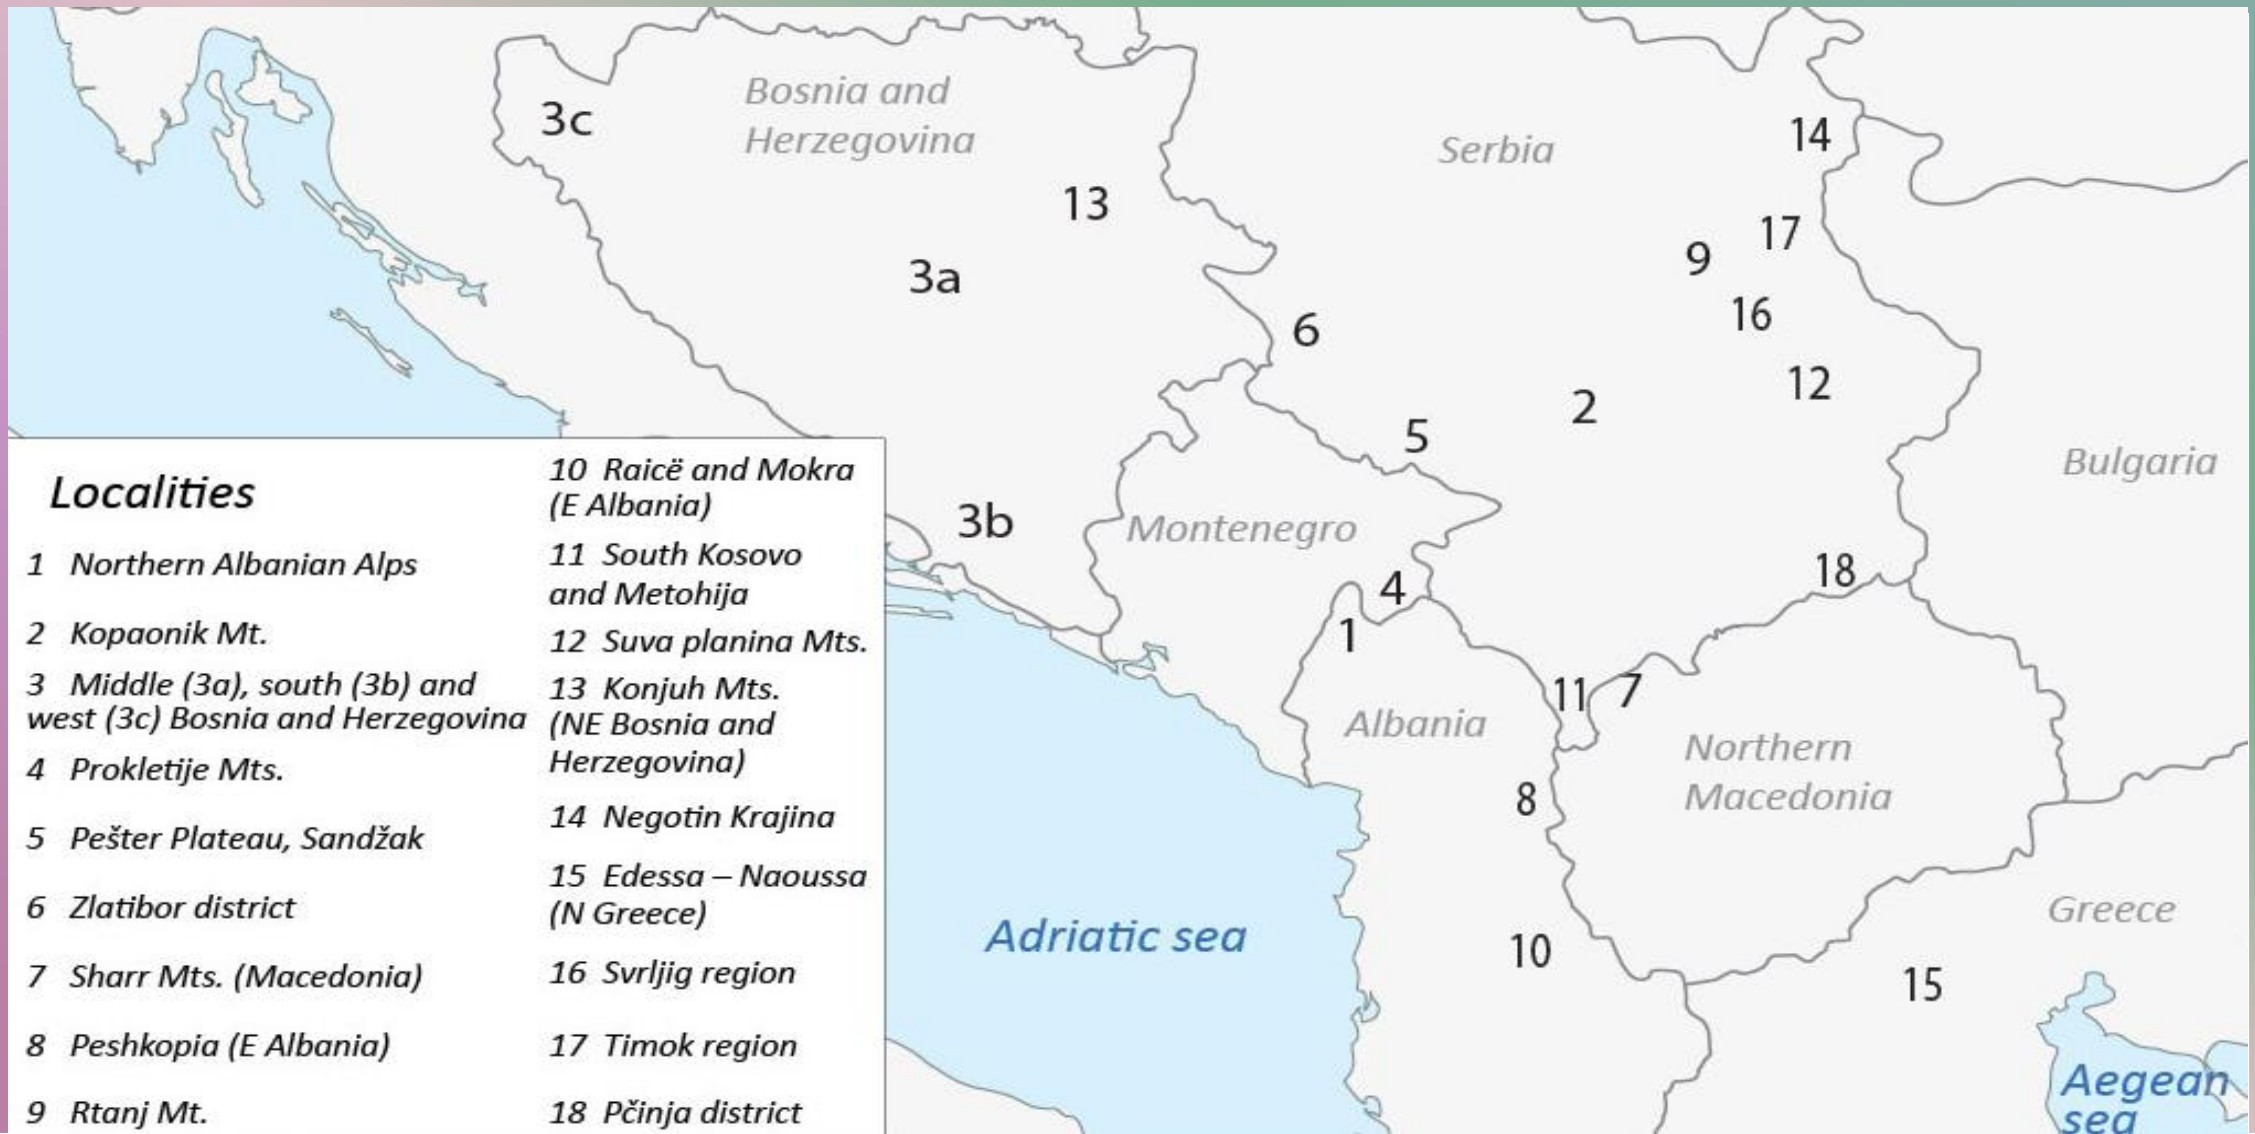 Bosnia and
Herzegovina
Serbia
Bulgaria
Montenegro
Albania
Northern
Macedonia
Greece
Adriatic sea
Aegean
sea
3c
13
3a
3b
14
17
9
16
12
6
2
5
18
4
1
11
7
8
10
15
Localities
1 Northern Albanian Alps
2 Kopaonik Mt.
3 Middle (3a), south (3b) and
west (3c) Bosnia and Herzegovina
4 Prokletije Mts.
5 Pešter Plateau, Sandžak
6 Zlatibor district
7 Sharr Mts. (Macedonia)
8 Peshkopia (E Albania)
9 Rtanj Mt.
10 Raicë and Mokra
(E Albania)
11 South Kosovo
and Metohija
12 Suva planina Mts.
13 Konjuh Mts.
(NE Bosnia and
Herzegovina)
14 Negotin Krajina
15 Edessa – Naoussa
(N Greece)
16 Svrljig region
17 Timok region
18 Pčinja district